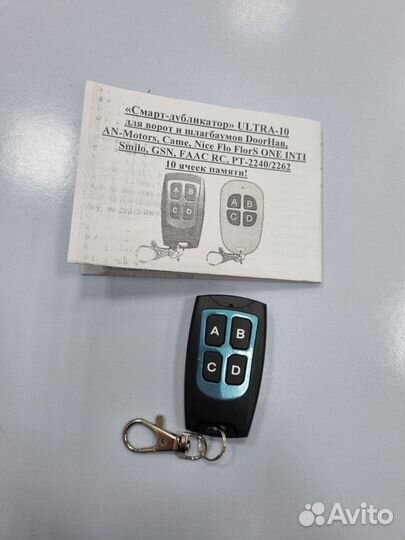 «Смарт-дубликатор» ULTRA-10
для ворот и шлагбаумов DoorHan,
AN-Motors, Came, Nice Flo FlorS ONE INTI
Smilo, GSN, FAAC RC, PT-2240/2262
10 ячеек памяти!
A B
C D
A B
C D
A B
C D
Avito